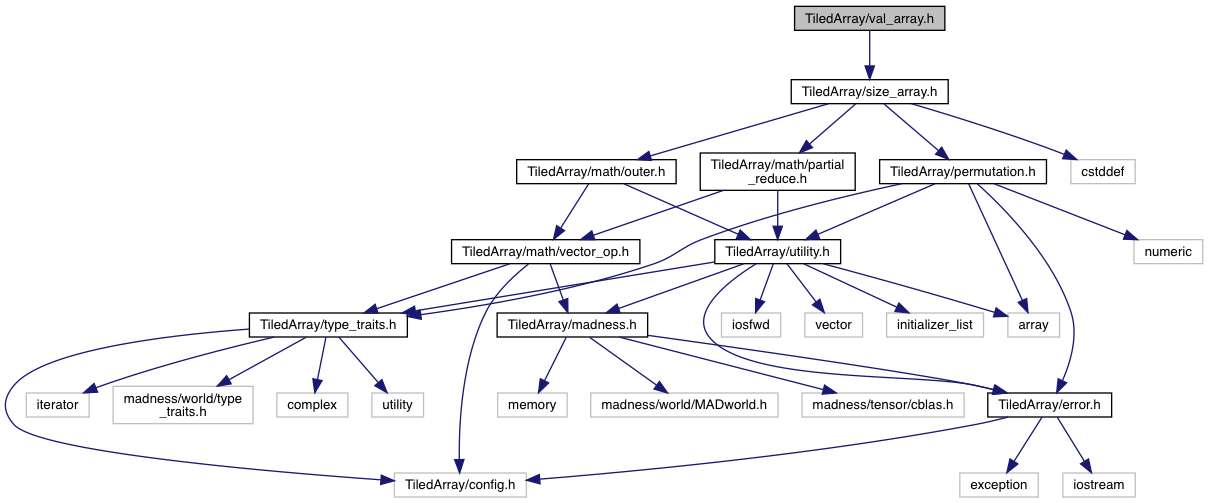 TiledArray/val_array.h
TiledArray/size_array.h
TiledArray/math/outer.h
TiledArray/math/partial
_reduce.h
TiledArray/permutation.h
cstddef
TiledArray/math/vector_op.h
TiledArray/utility.h
numeric
TiledArray/type_traits.h
TiledArray/madness.h
iosfwd
vector
initializer_list
array
iterator
madness/world/type
_traits.h
complex
utility
memory
madness/world/MADworld.h
madness/tensor/cblas.h
TiledArray/error.h
TiledArray/config.h
exception
iostream